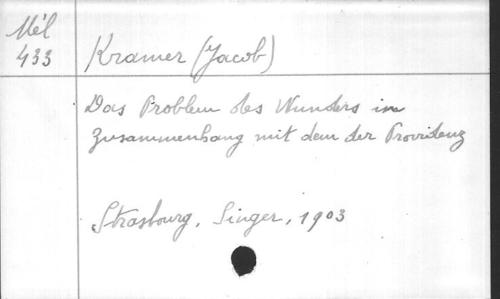 Mél
433
Kramer (Jacob)
Das Problem des Wunders im
Zusammenhang mit dem der Providenz
Strasbourg, Singer, 1903